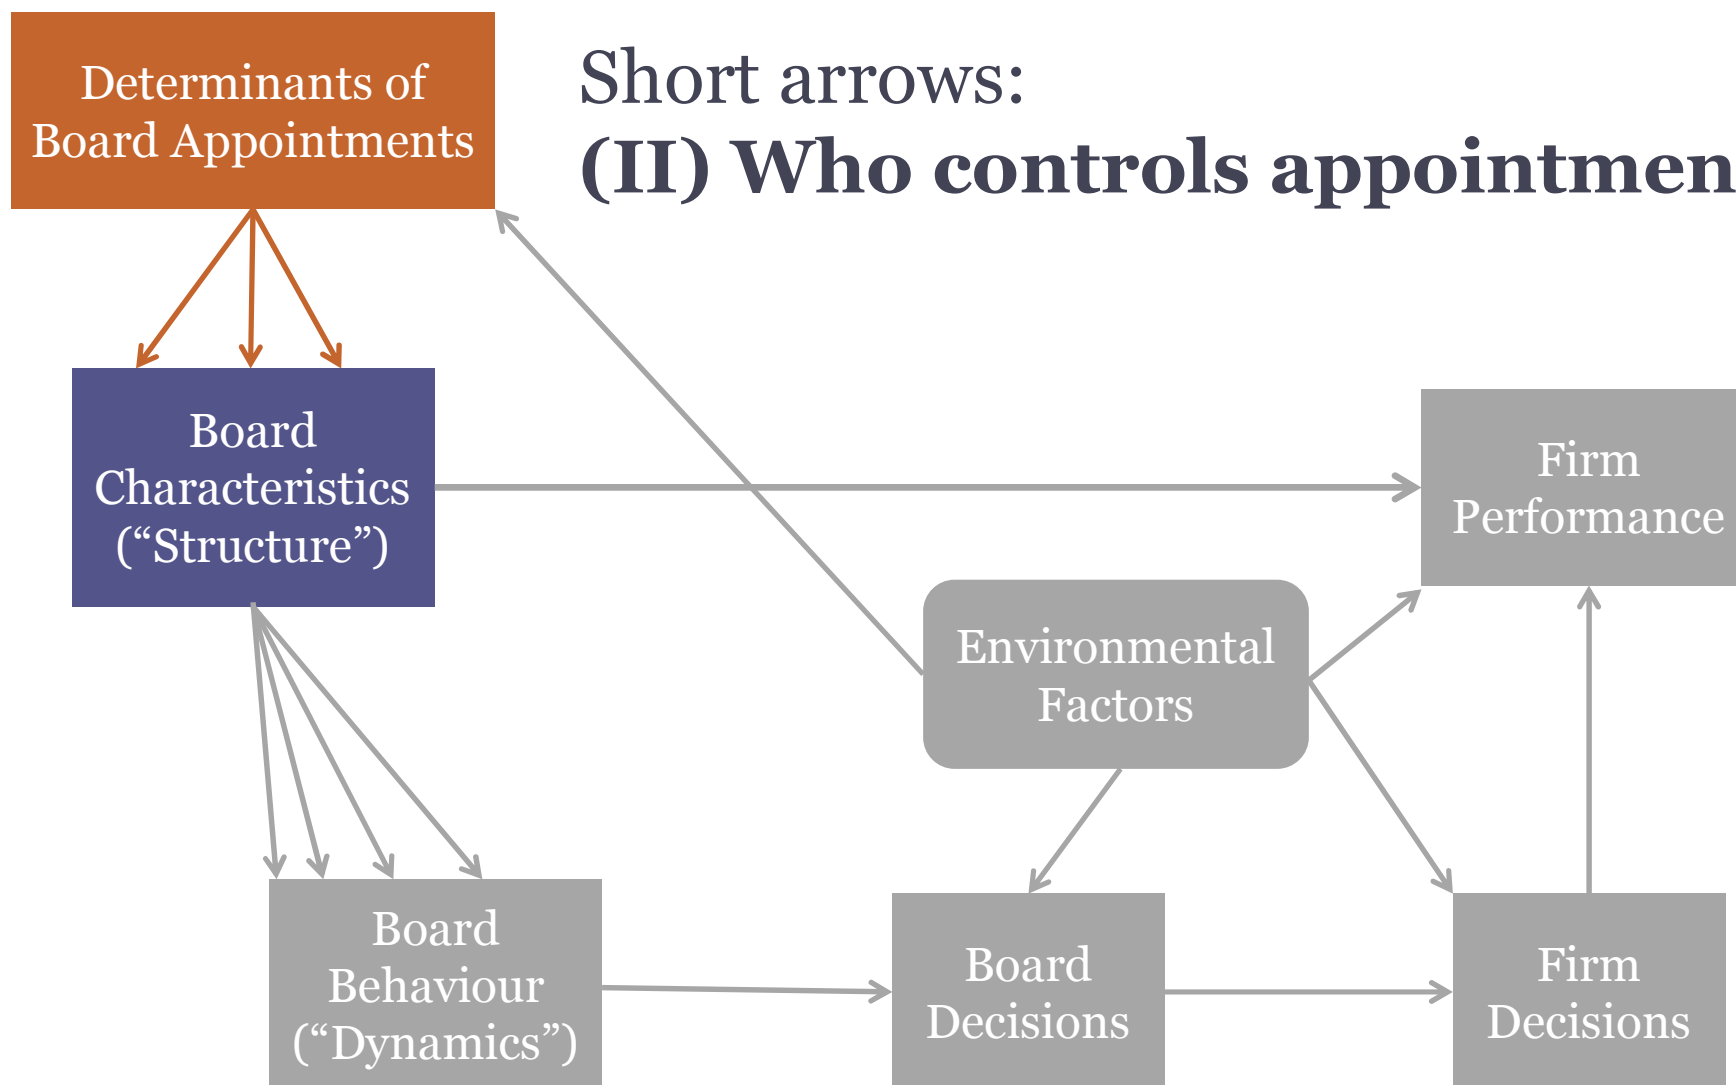 Determinants of
Board Appointments
Short arrows:
(II) Who controls appointmen
Board
Characteristics
(“Structure”)
Firm
Performance
Environmental
Factors
Board
Behaviour
(“Dynamics”)
Board
Decisions
Firm
Decisions